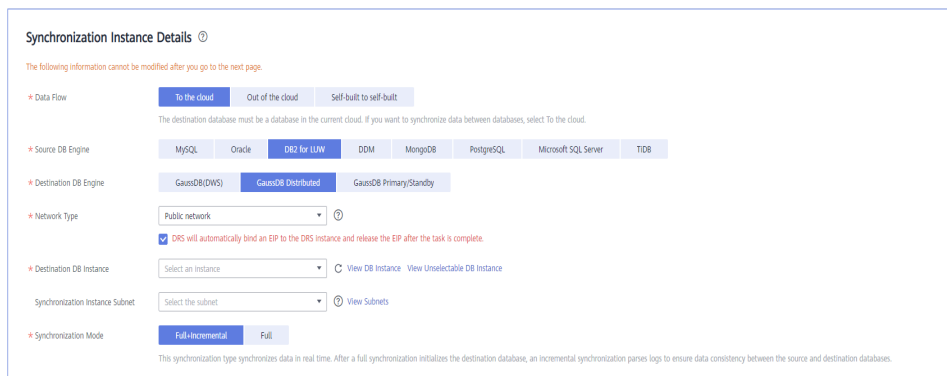 Synchronization Instance Details
The following information cannot be modified after you go to the next page.
* Data Flow To the cloud Out of the cloud Self-built to self-built
The destination database must be a database in the current cloud. If you want to synchronize data between databases, select To the cloud.
* Source DB Engine MySQL Oracle DB2 for LUW DDM MongoDB PostgreSQL Microsoft SQL Server TiDB
* Destination DB Engine GaussDB(DWS) GaussDB Distributed GaussDB Primary/Standby
* Network Type Public network
DRS will automatically bind an EIP to the DRS instance and release the EIP after the task is complete.
* Destination DB Instance Select an instance View DB Instance View Unselectable DB Instance
Synchronization Instance Subnet Select the subnet View Subnets
* Synchronization Mode Full+Incremental Full
This synchronization type synchronizes data in real time. After a full synchronization initializes the destination database, an incremental synchronization parses logs to ensure data consistency between the source and destination databases.